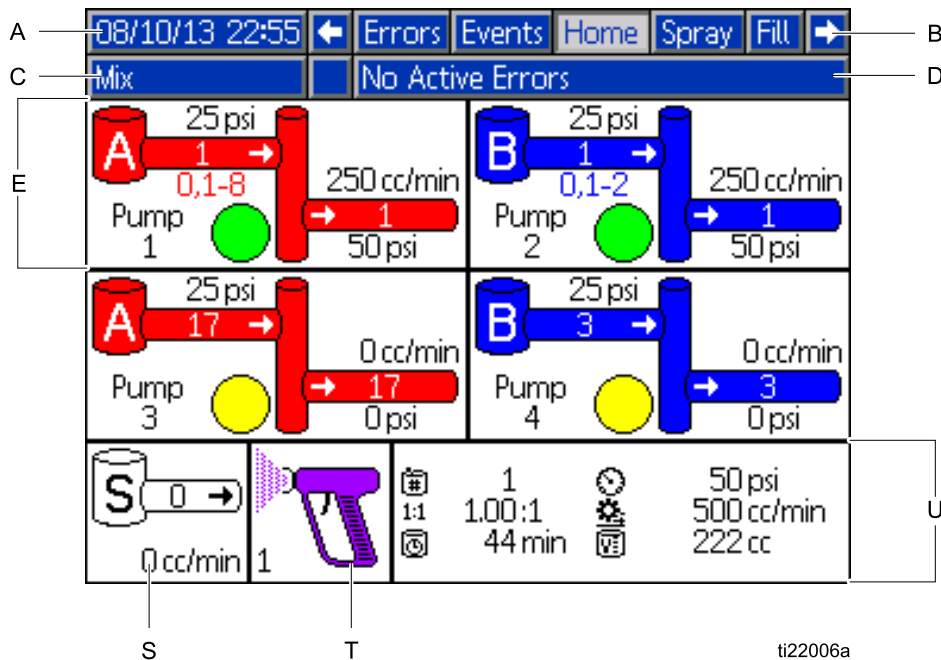 A
08/10/13 22:55 Errors Events Home Spray Fill
B
C
Mix
No Active Errors
D
E
A
25 psi
1
0,1-8
Pump
1
250 cc/min
1
50 psi
B
25 psi
1
0,1-2
Pump
2
250 cc/min
1
50 psi
A
25 psi
17
Pump
3
0 cc/min
17
0 psi
B
25 psi
3
Pump
4
0 cc/min
3
0 psi
S
0
0 cc/min
1
# 1 50 psi
1:1 1.00:1 500 cc/min
44 min 222 cc
U
S
T
ti22006a